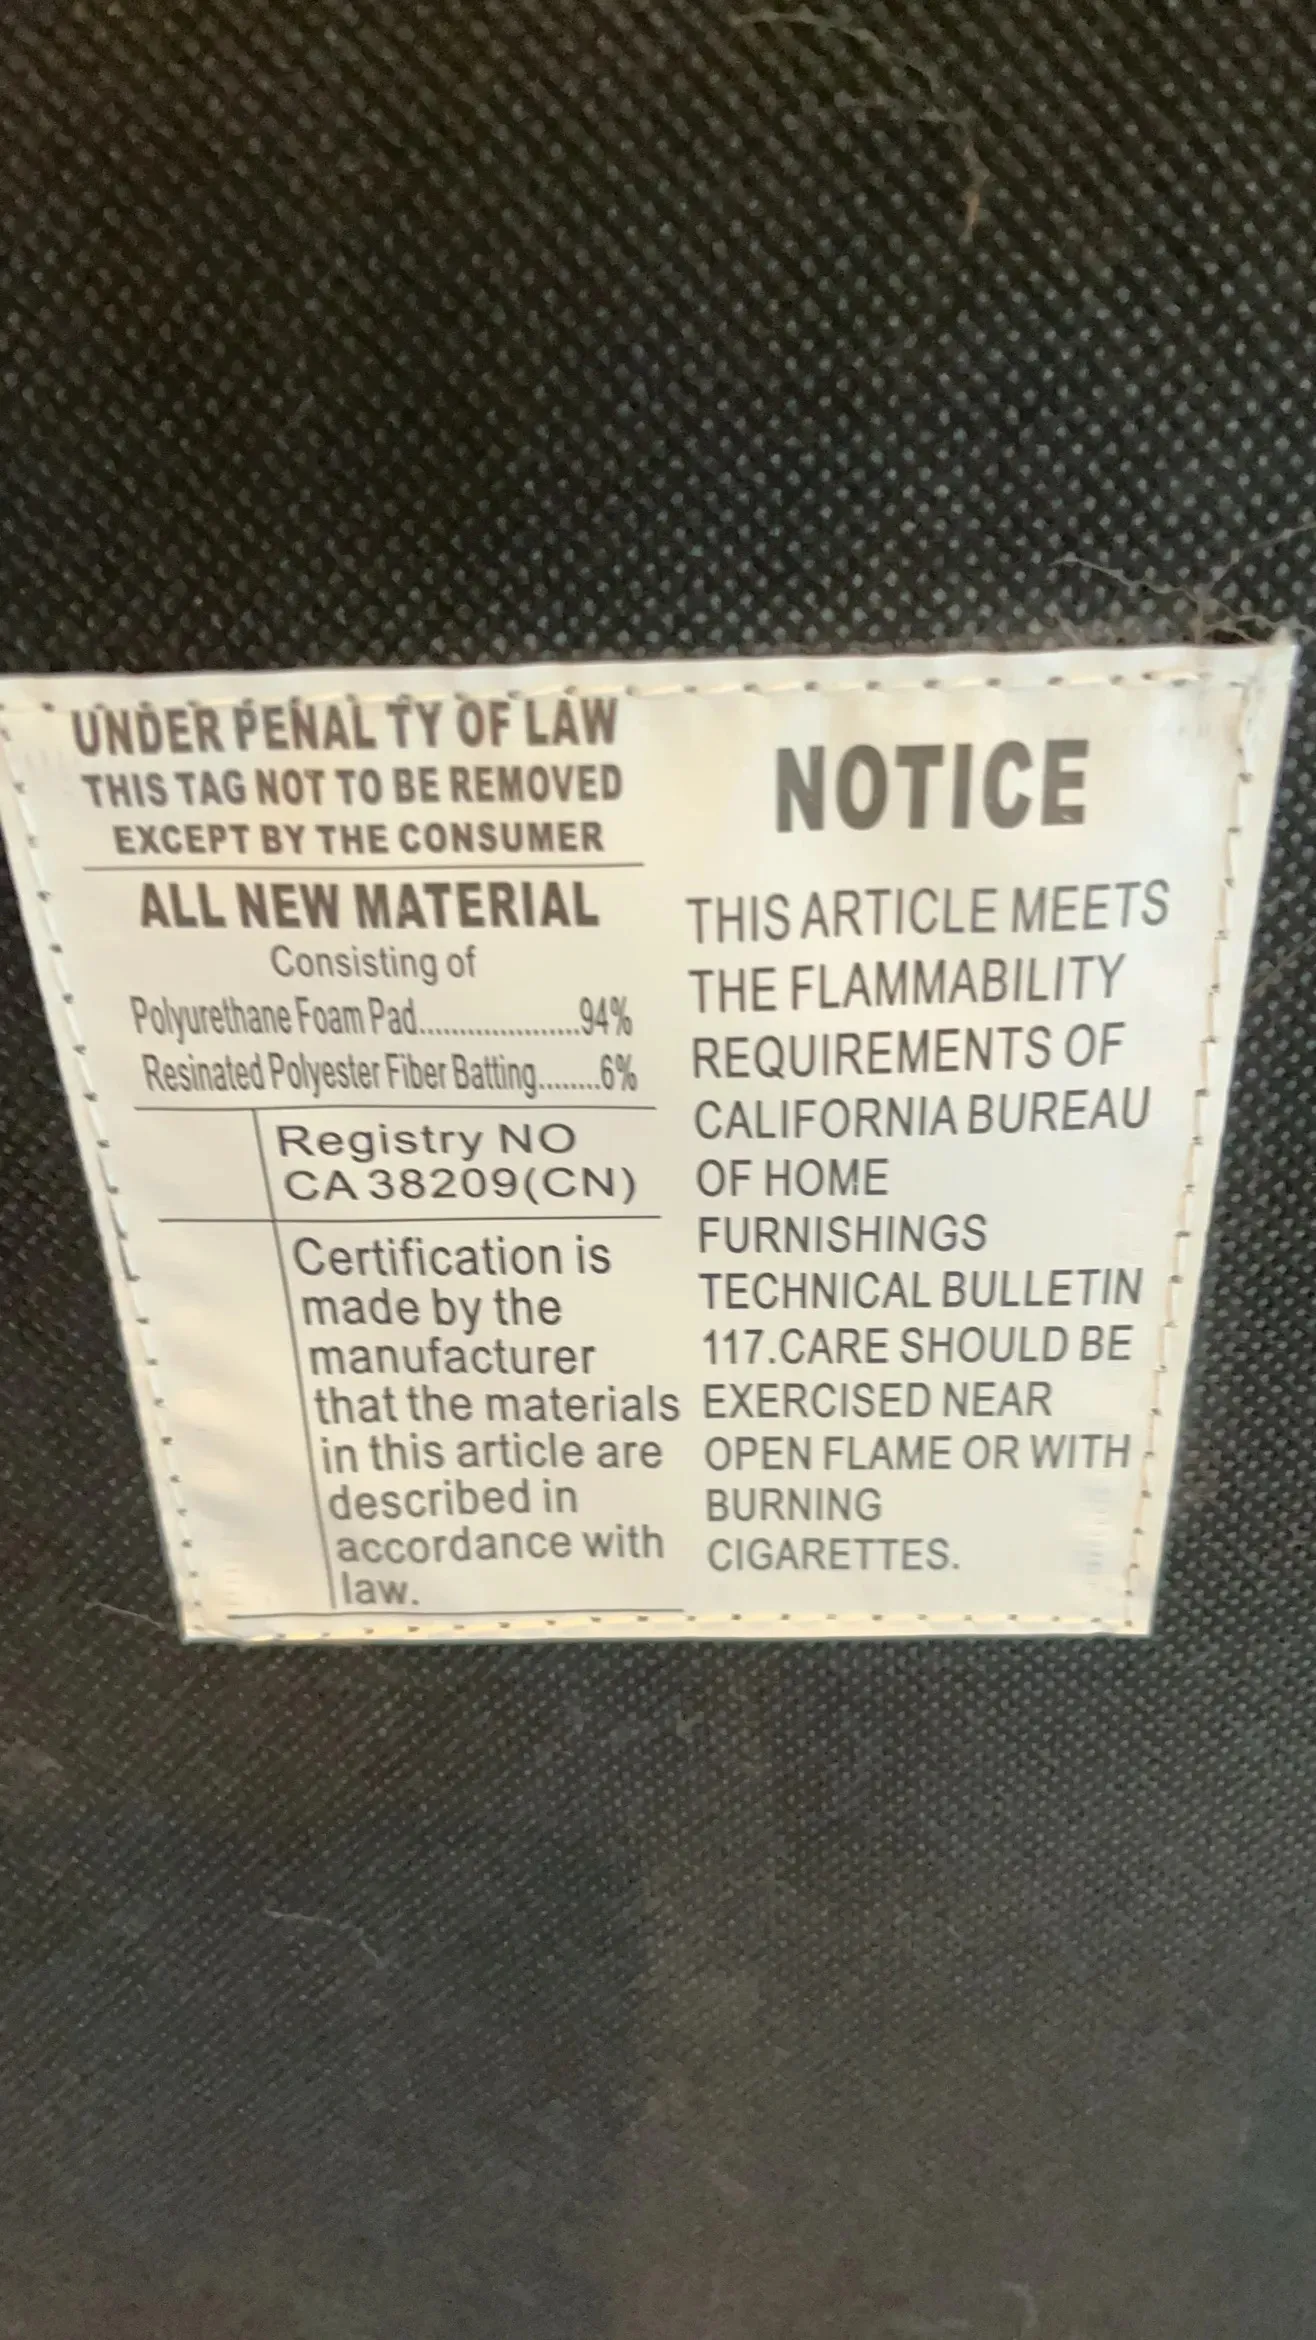 UNDER PENAL TY OF LAW
THIS TAG NOT TO BE REMOVED
EXCEPT BY THE CONSUMER
ALL NEW MATERIAL
Consisting of
Polyurethane Foam Pad....................94%
Resinated Polyester Fiber Batting........6%
Registry NO
CA 38209(CN)
Certification is
made by the
manufacturer
that the materials
in this article are
described in
accordance with
law.
NOTICE
THIS ARTICLE MEETS
THE FLAMMABILITY
REQUIREMENTS OF
CALIFORNIA BUREAU
OF HOME
FURNISHINGS
TECHNICAL BULLETIN
117.CARE SHOULD BE
EXERCISED NEAR
OPEN FLAME OR WITH
BURNING
CIGARETTES.